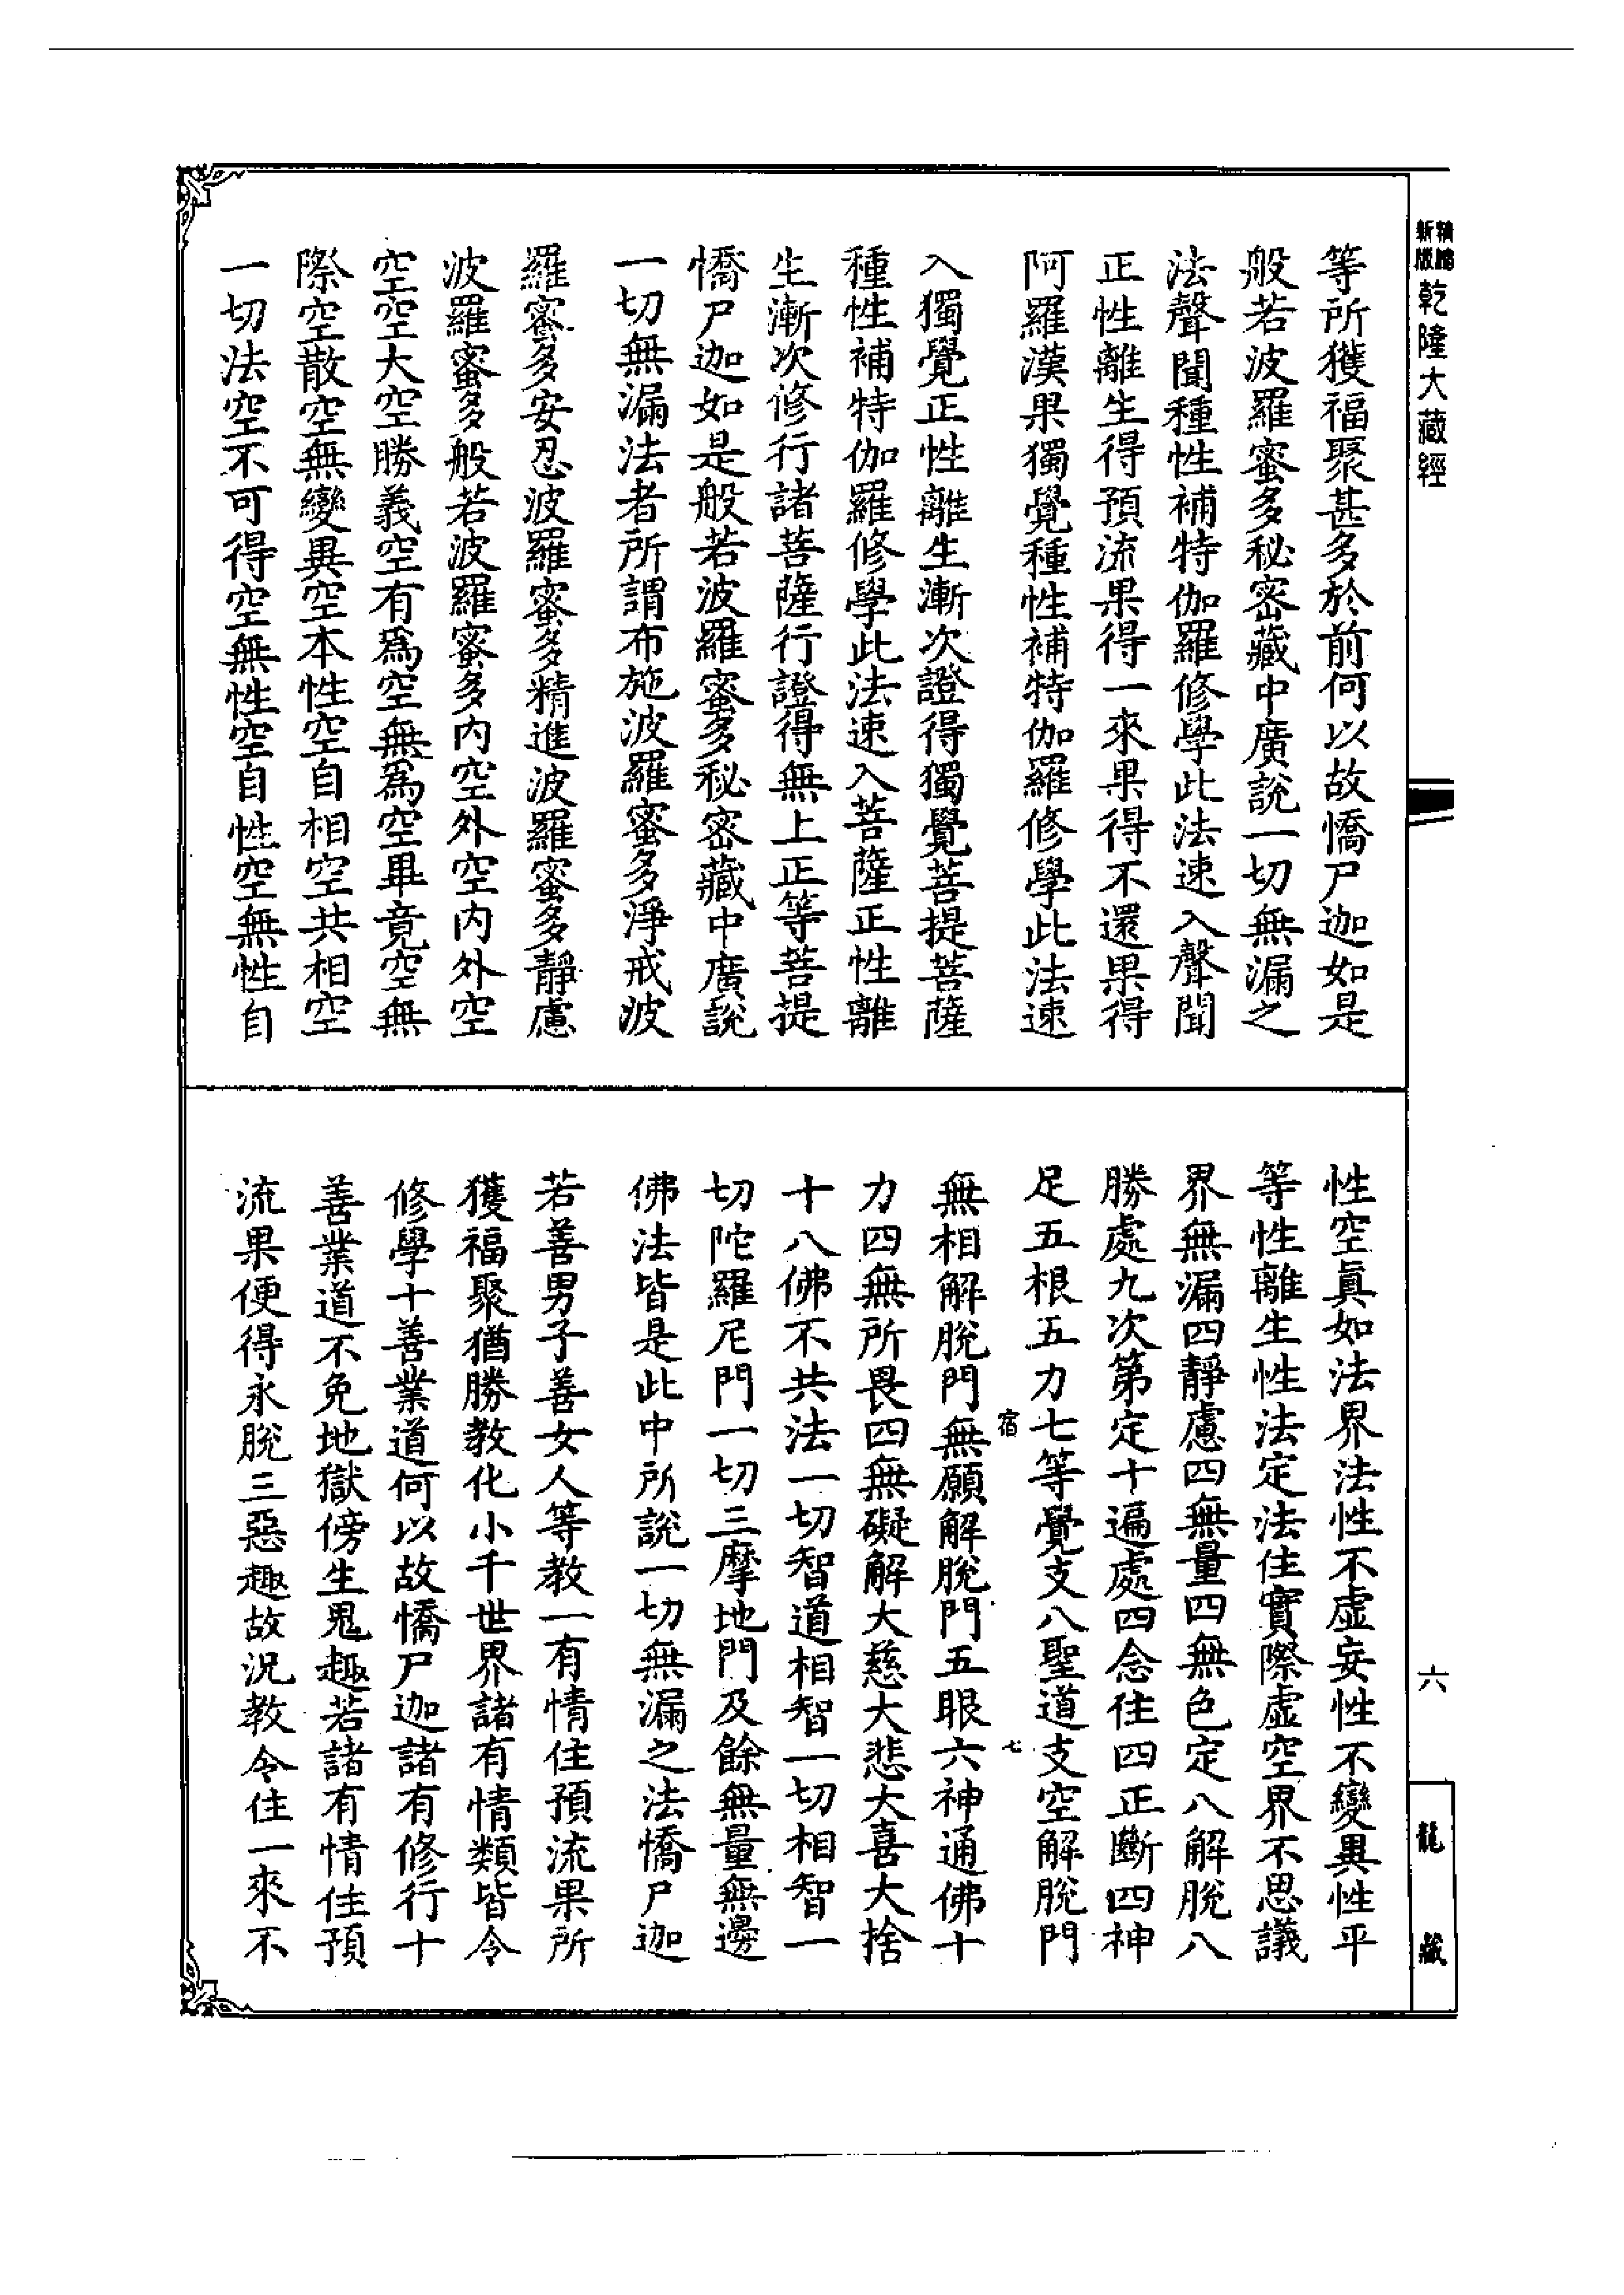 新版
乾隆大藏經
等所獲福聚甚多於前何以故憍尸迦如是
般若波羅蜜多秘密藏中廣說一切無漏之
法聲聞種性補特伽羅修學此法速入聲聞
正性離生得預流果得一來果得不還果得
阿羅漢果獨覺種性補特伽羅修學此法速
入獨覺正性離生漸次證得獨覺菩提菩薩
種性補特伽羅修學此法速入菩薩正性離
生漸次修行諸菩薩行證得無上正等菩提
憍尸迦如是般若波羅蜜多秘密藏中廣說
一切無漏法者所謂布施波羅蜜多淨戒波
羅蜜多安忍波羅蜜多精進波羅蜜多靜慮
波羅蜜多般若波羅蜜多內空外空內外空
空空大空勝義空有爲空無爲空畢竟空無
際空散空無變異空本性空自相空共相空
一切法空不可得空無性空自性空無性自
性空眞如法界法性不虛妄性不變異性平
等性離生性法定法住實際虛空界不思議
界無漏四靜慮四無量四無色定八解脫八
勝處九次第定十遍處四念住四正斷四神
足五根五力七等覺支八聖道支空解脫門
宿 七
無相解脫門無願解脫門五眼六神通佛十
力四無所畏四無礙解大慈大悲大喜大捨
十八佛不共法一切智道相智一切相智一
切陀羅尼門一切三摩地門及餘無量無邊
佛法皆是此中所說一切無漏之法憍尸迦
若善男子善女人等教一有情住預流果所
獲福聚猶勝教化小千世界諸有情類皆令
修學十善業道何以故憍尸迦諸有修行十
善業道不免地獄傍生鬼趣若諸有情住預
流果便得永脫三惡趣故況教令住一來不
六
龍藏